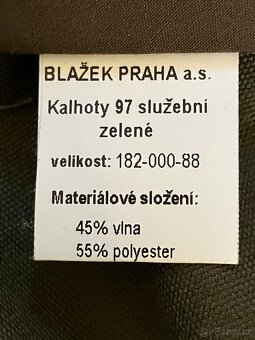 BLAŽEK PRAHA a.s.
Kalhoty 97 služební
zelené
velikost: 182-000-88
Materiálové složení:
45% vlna
55% polyester